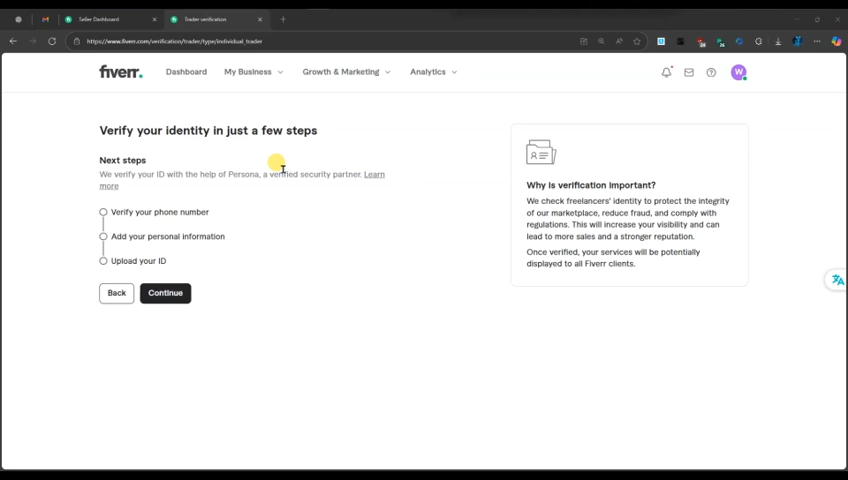 Seller Dashboard
Trader verification
https://www.fiverr.com/verification/trader/type/individual_trader
fiverr.
Dashboard
My Business
Growth & Marketing
Analytics
W
Verify your identity in just a few steps
Next steps
We verify your ID with the help of Persona, a verified security partner. Learn
more
Verify your phone number
Add your personal information
Upload your ID
Back
Continue
Why is verification important?
We check freelancers' identity to protect the integrity
of our marketplace, reduce fraud, and comply with
regulations. This will increase your visibility and can
lead to more sales and a stronger reputation.
Once verified, your services will be potentially
displayed to all Fiverr clients.